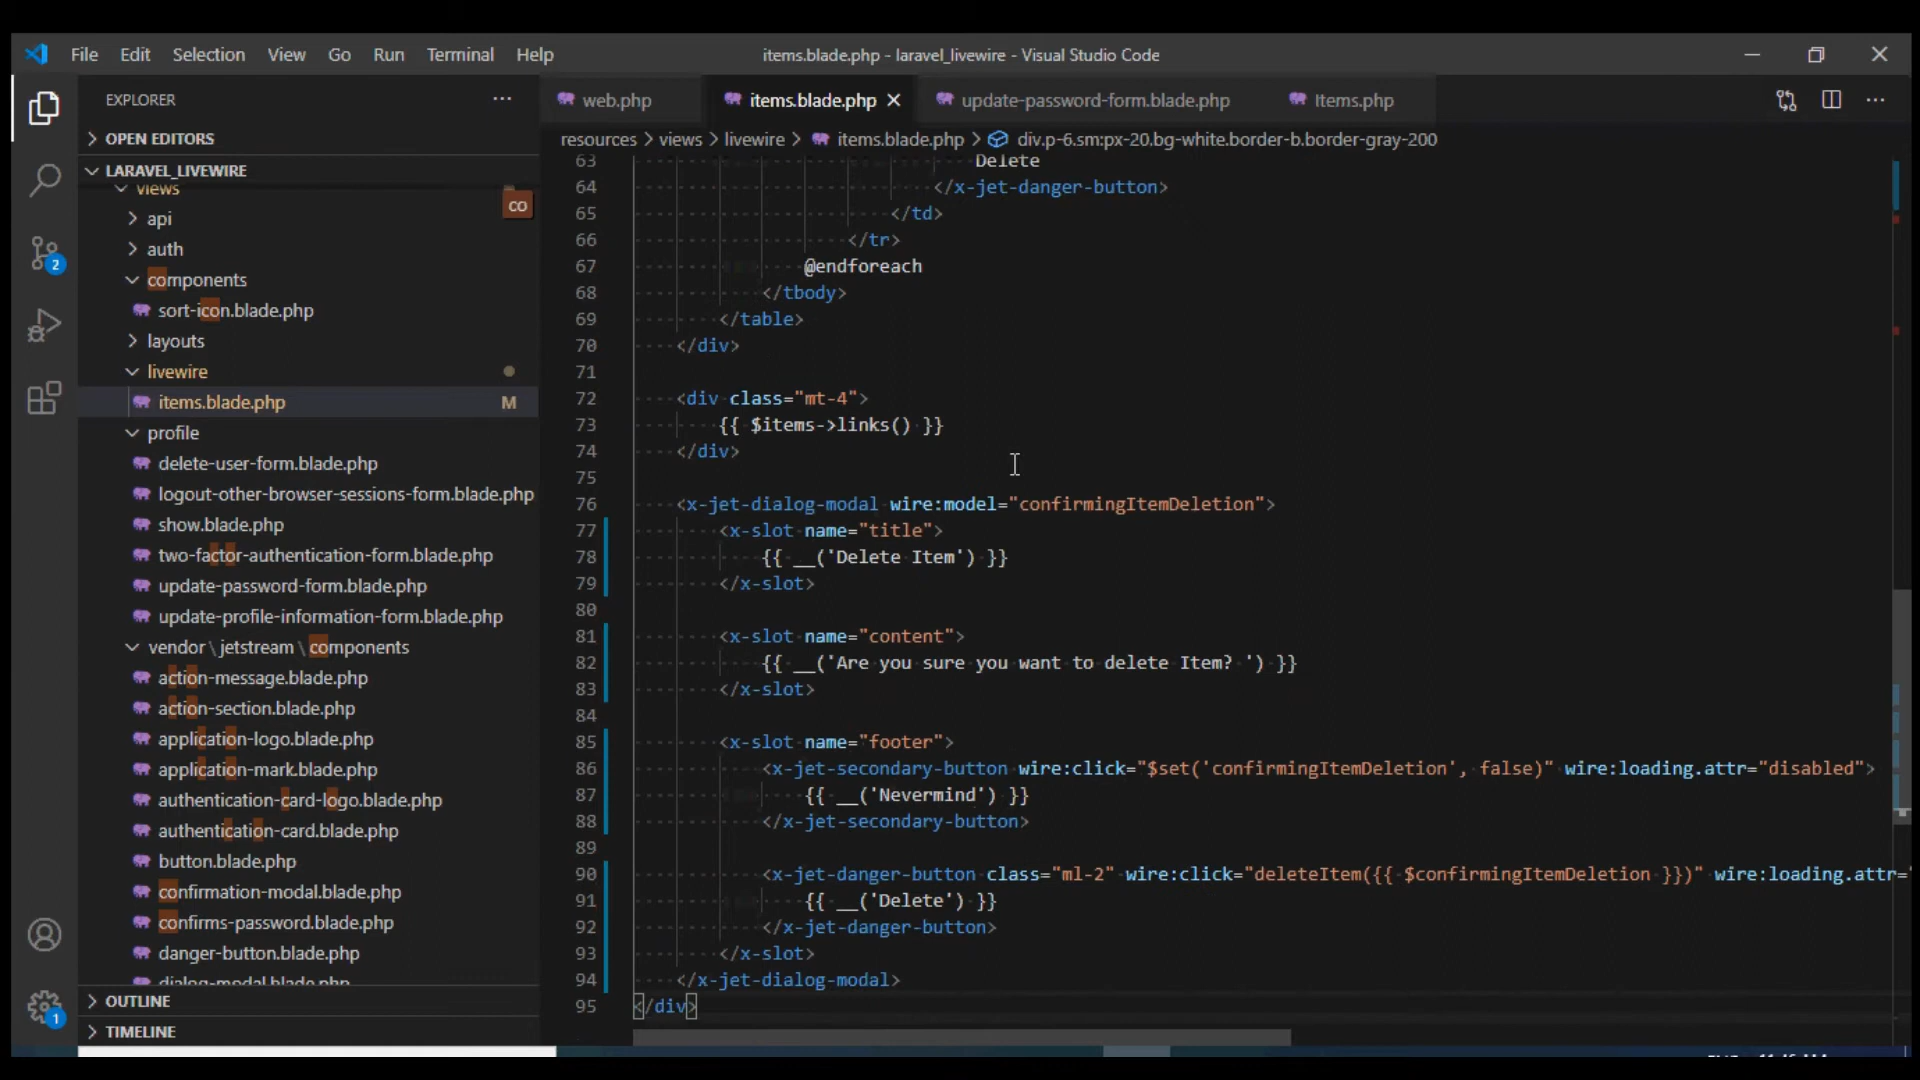 File Edit Selection View Go Run Terminal Help
items.blade.php - laravel_livewire - Visual Studio Code
EXPLORER
OPEN EDITORS
LARAVEL_LIVEWIRE
views
co
api
auth
components
sort-icon.blade.php
layouts
livewire
items.blade.php M
profile
delete-user-form.blade.php
logout-other-browser-sessions-form.blade.php
show.blade.php
two-factor-authentication-form.blade.php
update-password-form.blade.php
update-profile-information-form.blade.php
vendor\jetstream\components
action-message.blade.php
action-section.blade.php
application-logo.blade.php
application-mark.blade.php
authentication-card-logo.blade.php
authentication-card.blade.php
button.blade.php
confirmation-modal.blade.php
confirms-password.blade.php
danger-button.blade.php
dialog-modal.blade.php
OUTLINE
TIMELINE
2
1
web.php items.blade.php update-password-form.blade.php Items.php
resources > views > livewire > items.blade.php > div.p-6.sm:px-20.bg-white.border-b.border-gray-200
63 Delete
64 </x-jet-danger-button>
65 </td>
66 </tr>
67 @endforeach
68 </tbody>
69 </table>
70 </div>
71
72 <div class="mt-4">
73 {{ $items->links() }}
74 </div>
75
76 <x-jet-dialog-modal wire:model="confirmingItemDeletion">
77 <x-slot name="title">
78 {{ __('Delete Item') }}
79 </x-slot>
80
81 <x-slot name="content">
82 {{ __('Are you sure you want to delete Item? ') }}
83 </x-slot>
84
85 <x-slot name="footer">
86 <x-jet-secondary-button wire:click="$set('confirmingItemDeletion', false)" wire:loading.attr="disabled">
87 {{ __('Nevermind') }}
88 </x-jet-secondary-button>
89
90 <x-jet-danger-button class="ml-2" wire:click="deleteItem({{ $confirmingItemDeletion }})" wire:loading.attr="
91 {{ __('Delete') }}
92 </x-jet-danger-button>
93 </x-slot>
94 </x-jet-dialog-modal>
95 </div>